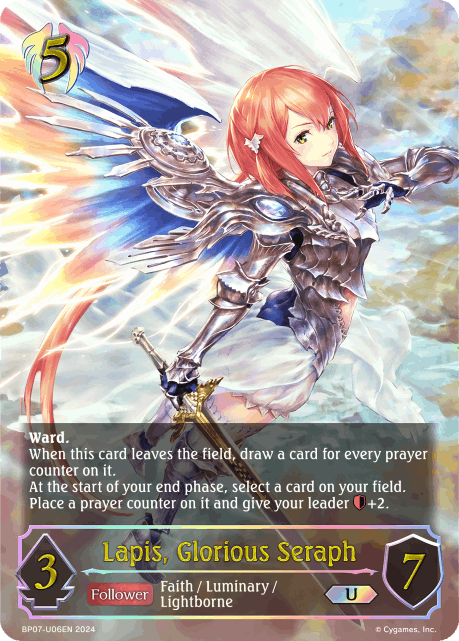 5
Ward.
When this card leaves the field, draw a card for every prayer
counter on it.
At the start of your end phase, select a card on your field.
Place a prayer counter on it and give your leader +2.
Lapis, Glorious Seraph
3
7
Follower
Faith / Luminary /
Lightborne
U
BP07-U06EN 2024
© Cygames, Inc.